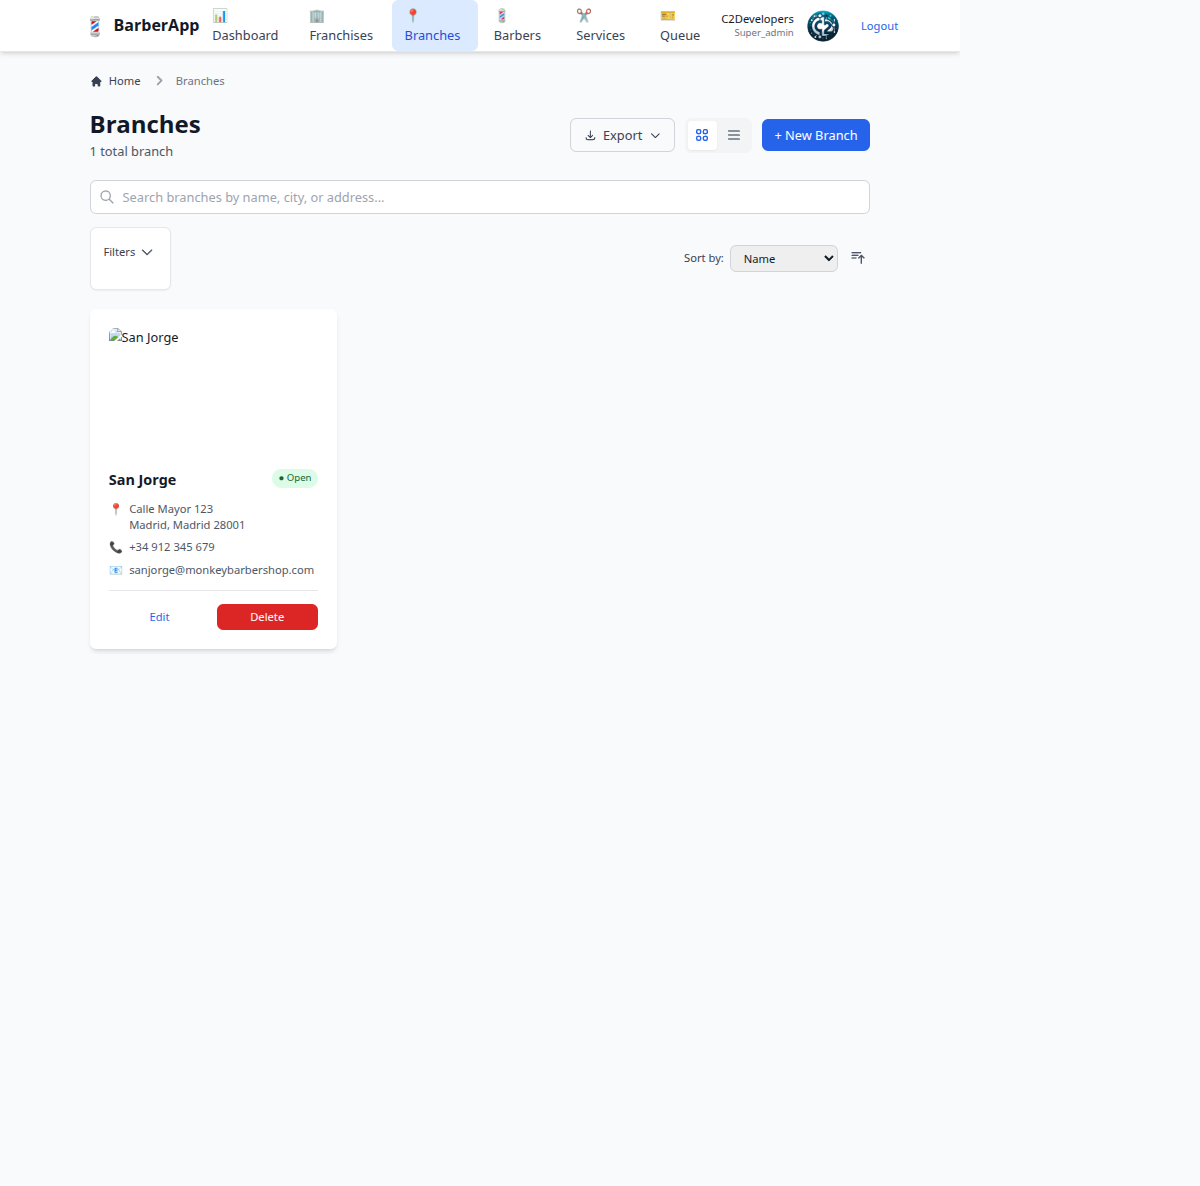 BarberApp
Dashboard
Franchises
Branches
Barbers
Services
Queue
C2Developers
Super_admin
Logout
Home
Branches
Branches
1 total branch
Export
+ New Branch
Search branches by name, city, or address...
Filters
Sort by:
Name
San Jorge
San Jorge
Open
Calle Mayor 123
Madrid, Madrid 28001
+34 912 345 679
sanjorge@monkeybarbershop.com
Edit
Delete